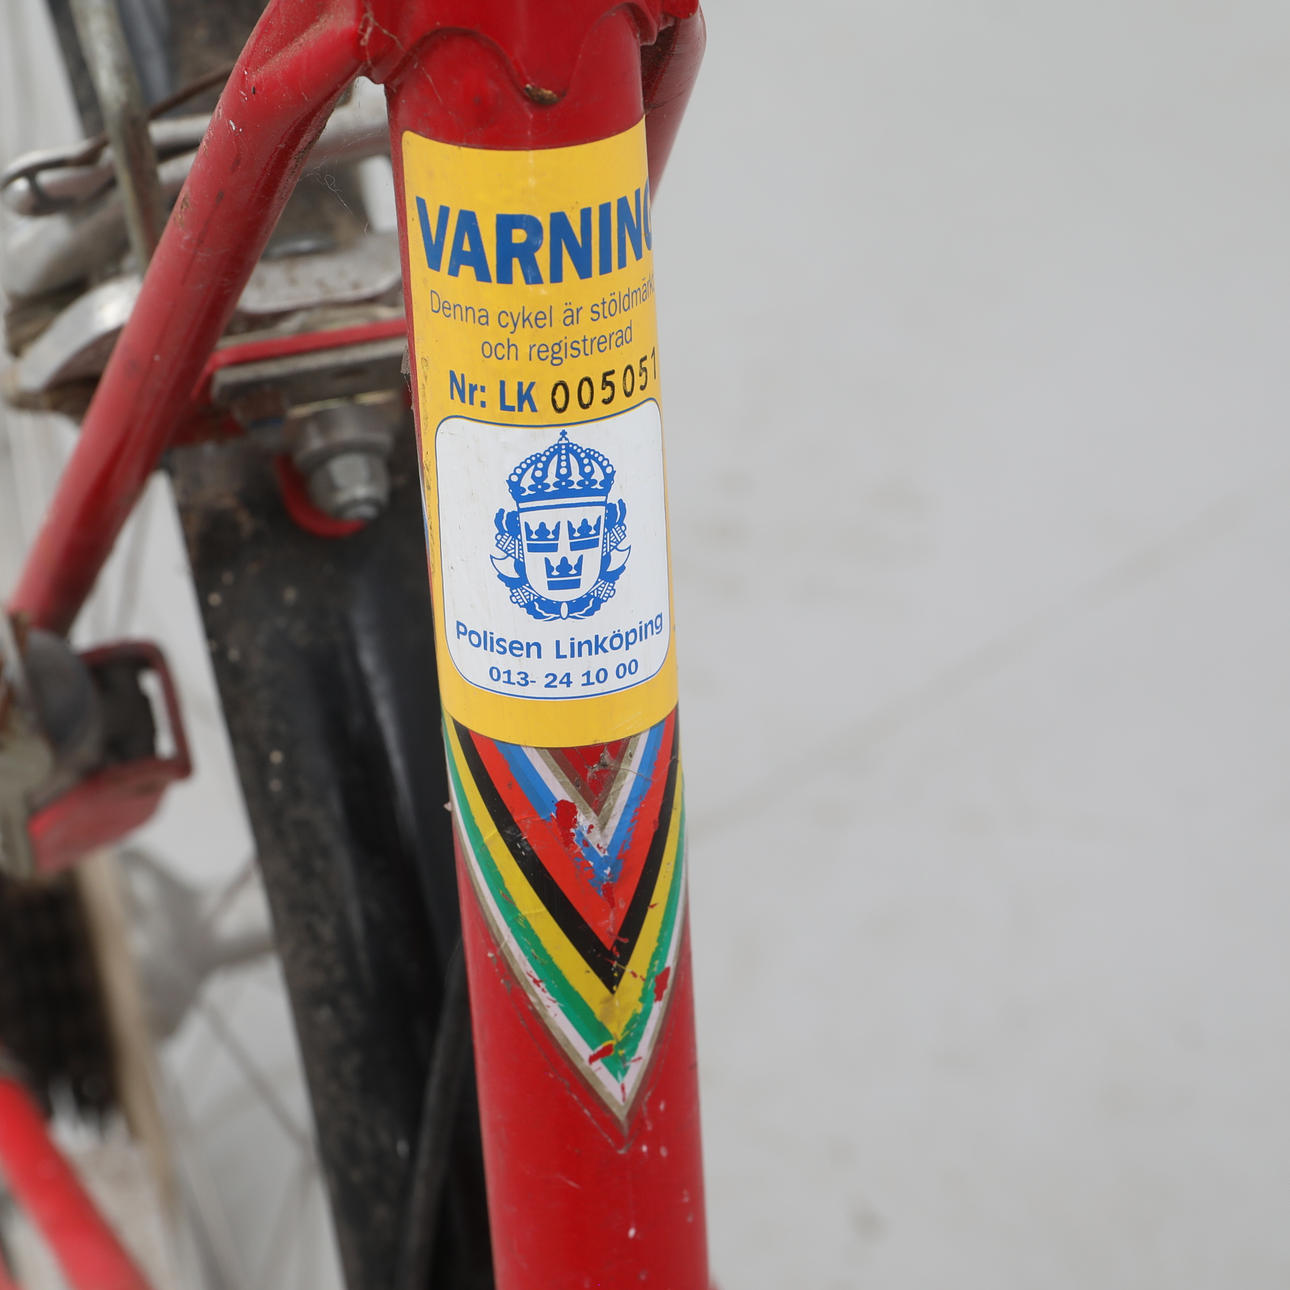 VARNING
Denna cykel är stöldmärkt
och registrerad
Nr: LK 005051
Polisen Linköping
013- 24 10 00